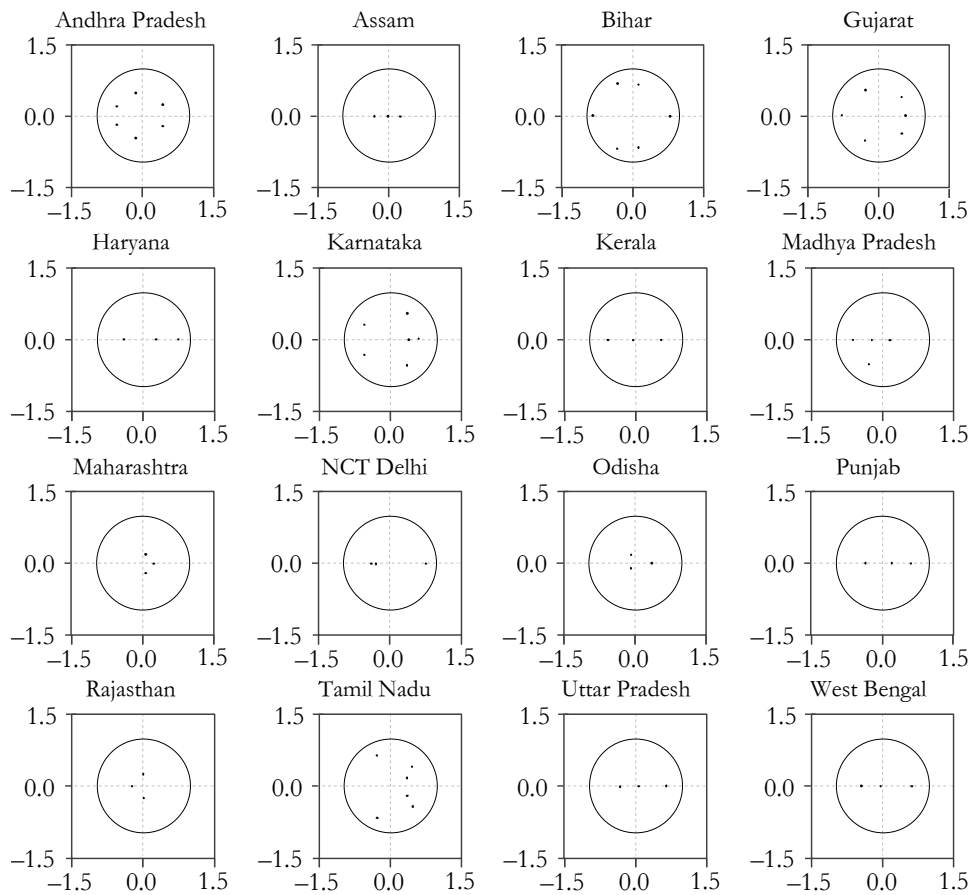 Andhra Pradesh Assam Bihar Gujarat
1.5 1.5 1.5 1.5
0.0 0.0 0.0 0.0
−1.5 −1.5 −1.5 −1.5
−1.5 0.0 1.5 −1.5 0.0 1.5 −1.5 0.0 1.5 −1.5 0.0 1.5
Haryana Karnataka Kerala Madhya Pradesh
1.5 1.5 1.5 1.5
0.0 0.0 0.0 0.0
−1.5 −1.5 −1.5 −1.5
−1.5 0.0 1.5 −1.5 0.0 1.5 −1.5 0.0 1.5 −1.5 0.0 1.5
Maharashtra NCT Delhi Odisha Punjab
1.5 1.5 1.5 1.5
0.0 0.0 0.0 0.0
−1.5 −1.5 −1.5 −1.5
−1.5 0.0 1.5 −1.5 0.0 1.5 −1.5 0.0 1.5 −1.5 0.0 1.5
Rajasthan Tamil Nadu Uttar Pradesh West Bengal
1.5 1.5 1.5 1.5
0.0 0.0 0.0 0.0
−1.5 −1.5 −1.5 −1.5
−1.5 0.0 1.5 −1.5 0.0 1.5 −1.5 0.0 1.5 −1.5 0.0 1.5